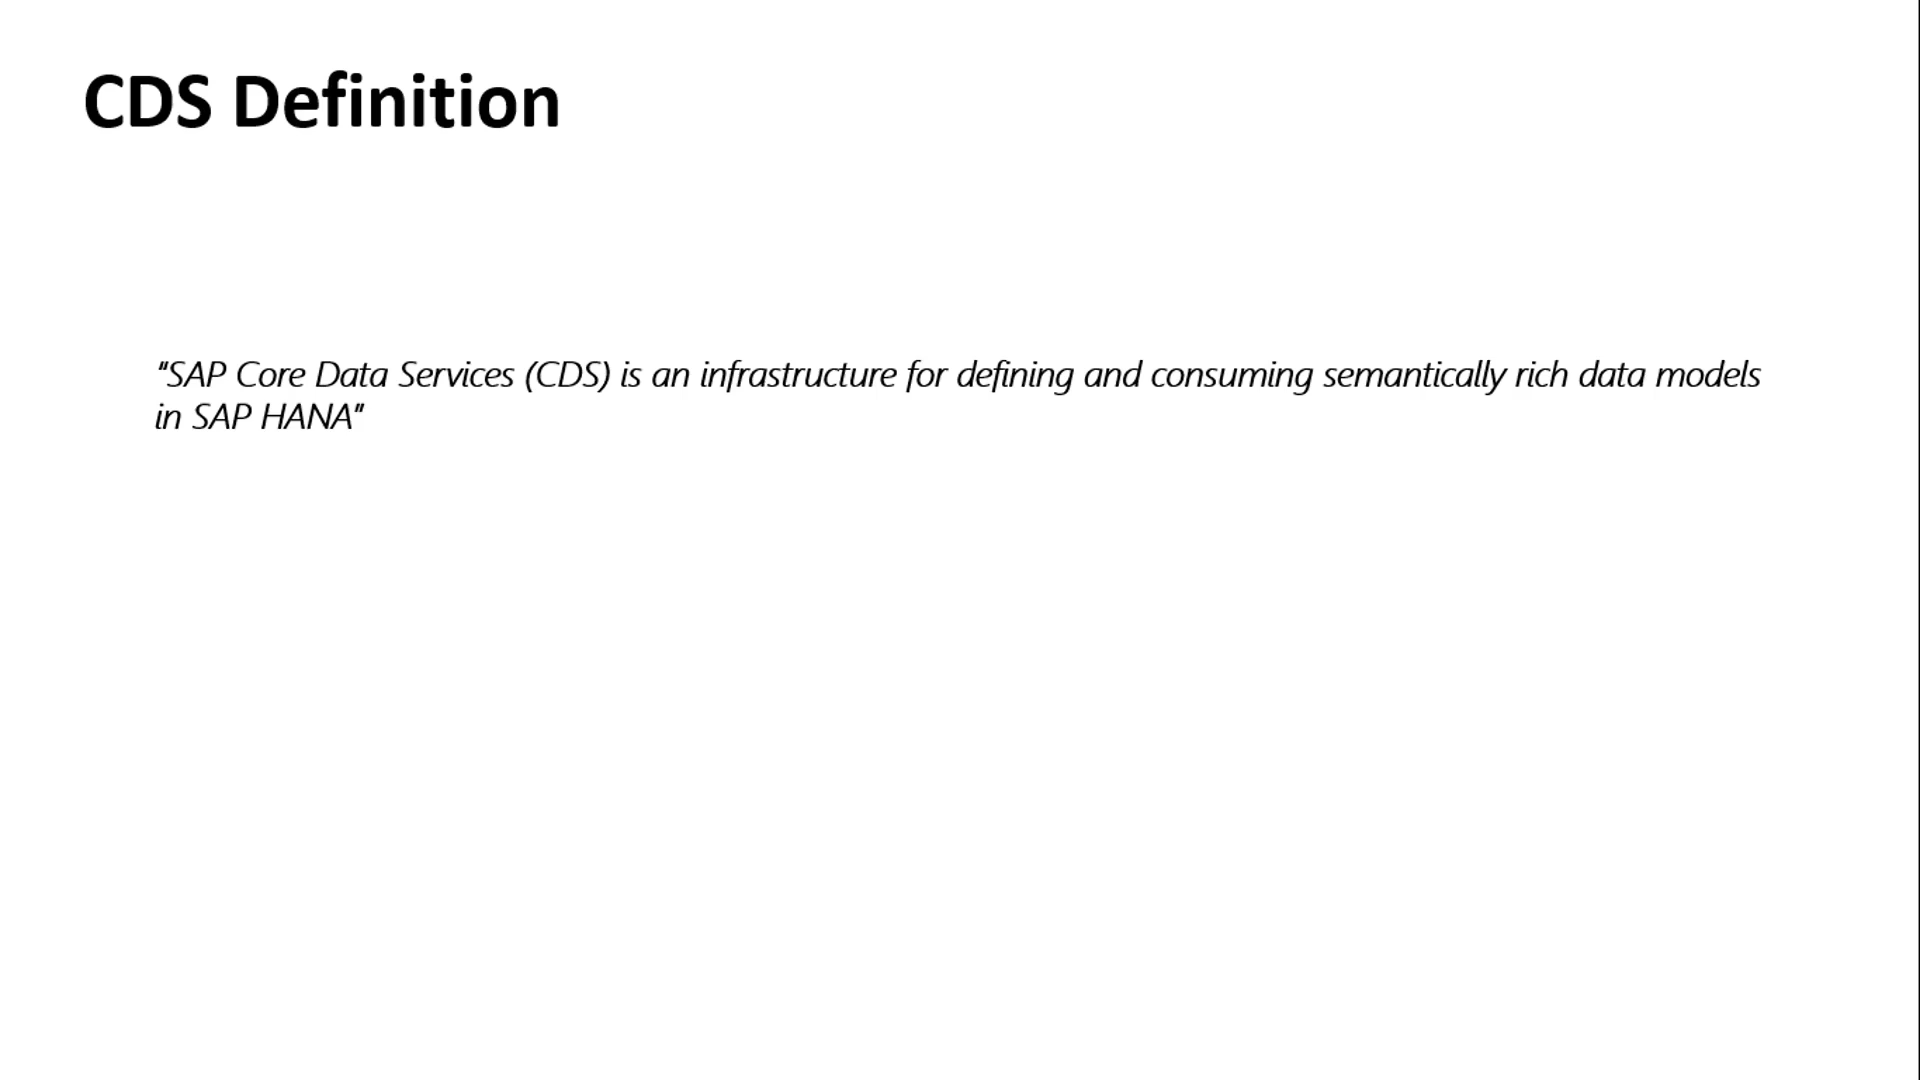 CDS Definition
"SAP Core Data Services (CDS) is an infrastructure for defining and consuming semantically rich data models
in SAP HANA"